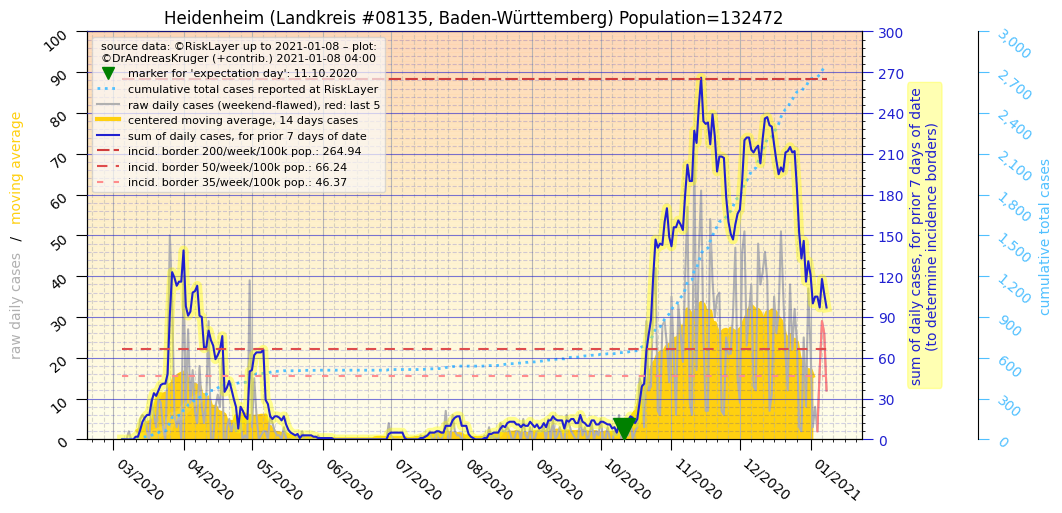 Heidenheim (Landkreis #08135, Baden-Württemberg) Population=132472
source data: ©RiskLayer up to 2021-01-08 – plot:
©DrAndreasKruger (+contrib.) 2021-01-08 04:00
marker for 'expectation day': 11.10.2020
cumulative total cases reported at RiskLayer
raw daily cases (weekend-flawed), red: last 5
centered moving average, 14 days cases
sum of daily cases, for prior 7 days of date
incid. border 200/week/100k pop.: 264.94
incid. border 50/week/100k pop.: 66.24
incid. border 35/week/100k pop.: 46.37
raw daily cases / moving average
100
90
80
70
60
50
40
30
20
10
0
03/2020
04/2020
05/2020
06/2020
07/2020
08/2020
09/2020
10/2020
11/2020
12/2020
01/2021
300
270
240
210
180
150
120
90
60
30
0
sum of daily cases, for prior 7 days of date
(to determine incidence borders)
3,000
2,700
2,400
2,100
1,800
1,500
1,200
900
600
300
0
cumulative total cases